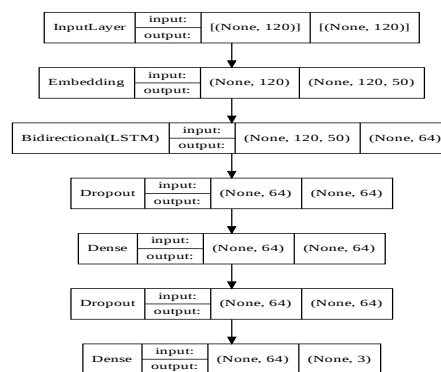 InputLayer input: output: [(None, 120)] [(None, 120)]
Embedding input: output: (None, 120) (None, 120, 50)
Bidirectional(LSTM) input: output: (None, 120, 50) (None, 64)
Dropout input: output: (None, 64) (None, 64)
Dense input: output: (None, 64) (None, 64)
Dropout input: output: (None, 64) (None, 64)
Dense input: output: (None, 64) (None, 3)